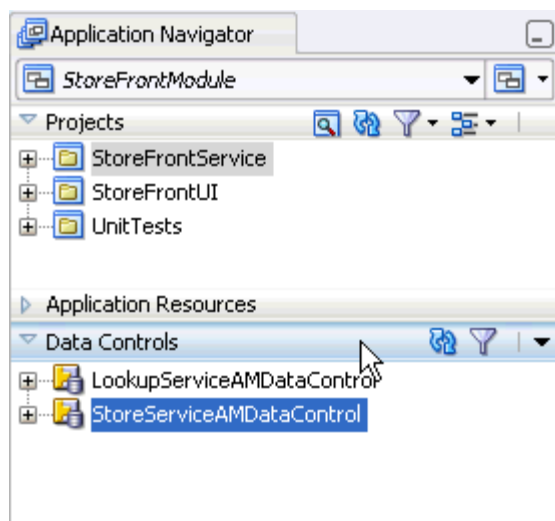 Application Navigator
StoreFrontModule
Projects
StoreFrontService
StoreFrontUI
UnitTests
Application Resources
Data Controls
LookupServiceAMDataControl
StoreServiceAMDataControl